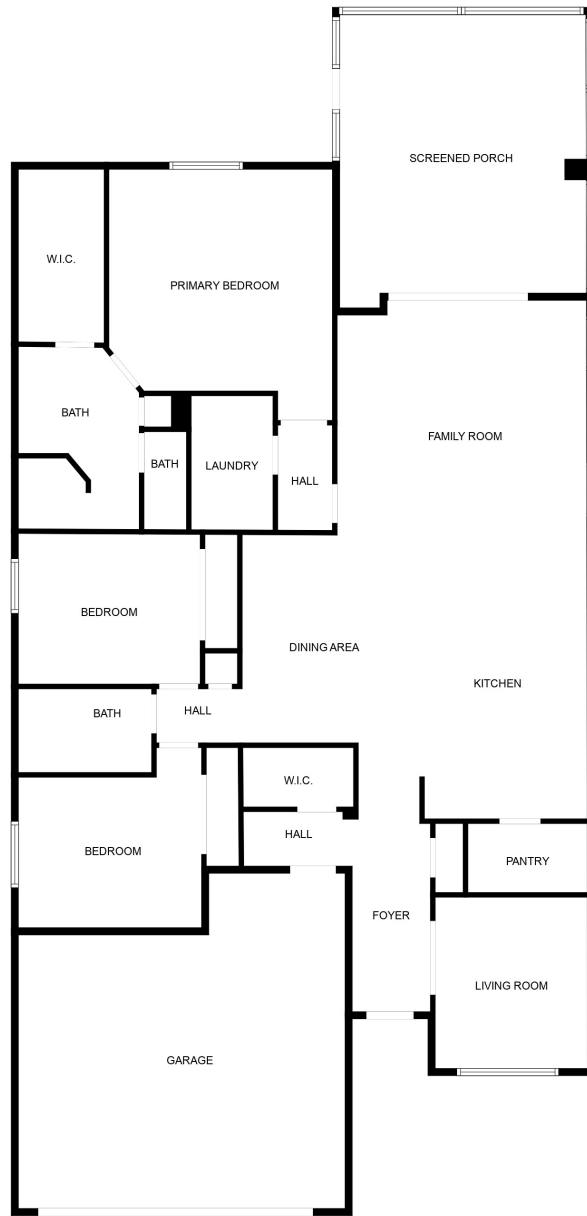 SCREENED PORCH
W.I.C.
PRIMARY BEDROOM
BATH
FAMILY ROOM
BATH
LAUNDRY
HALL
BEDROOM
DINING AREA
KITCHEN
BATH
HALL
W.I.C.
HALL
BEDROOM
PANTRY
FOYER
LIVING ROOM
GARAGE